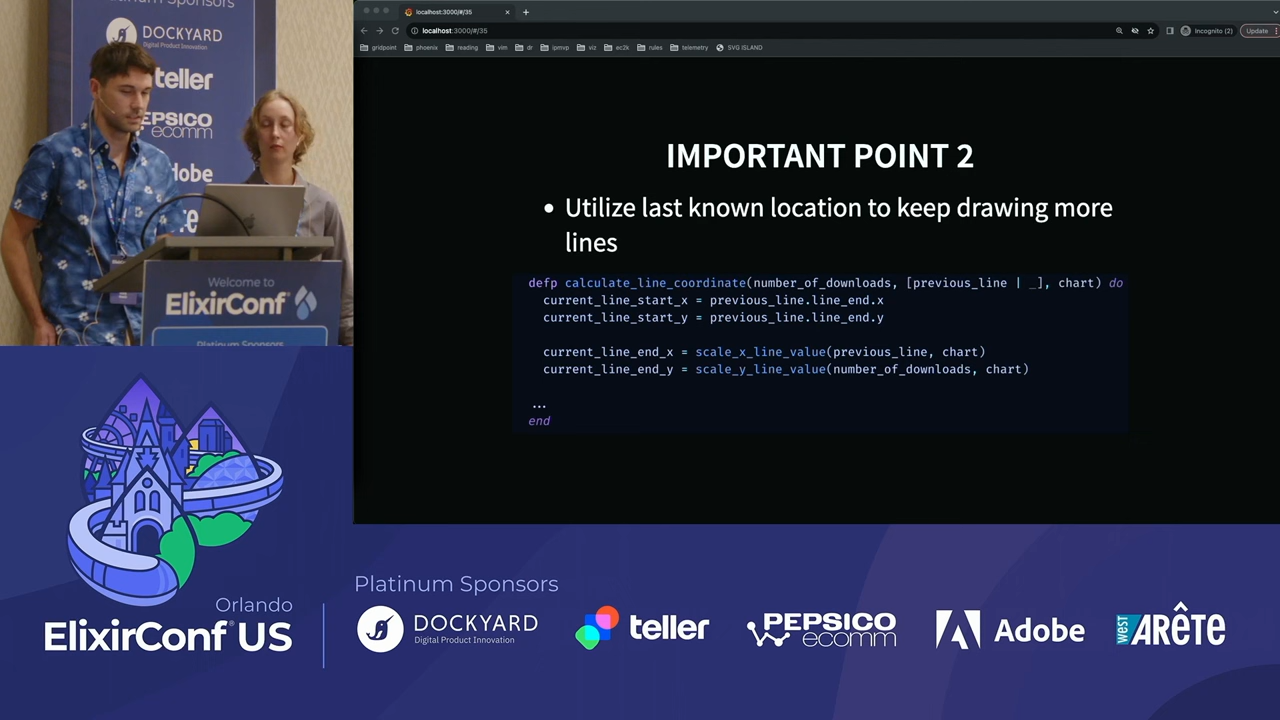 Platinum Sponsors
DOCKYARD
Digital Product Innovation
teller
EPSICO
ecomm
dobe
Welcome to
ElixirConf
Platinum Sponsors
localhost:3000/#/35
localhost:3000/#/35
Incognito (2)
Update
gridpoint
phoenix
reading
vim
dr
ipmvp
viz
ec2k
rules
telemetry
SVG ISLAND
IMPORTANT POINT 2
• Utilize last known location to keep drawing more
lines
defp calculate_line_coordinate(number_of_downloads, [previous_line | _], chart) do
current_line_start_x = previous_line.line_end.x
current_line_start_y = previous_line.line_end.y
current_line_end_x = scale_x_line_value(previous_line, chart)
current_line_end_y = scale_y_line_value(number_of_downloads, chart)
...
end
Orlando
ElixirConf® US
Platinum Sponsors
DOCKYARD
Digital Product Innovation
teller
PEPSICO
ecomm
Adobe
west ARÊTE